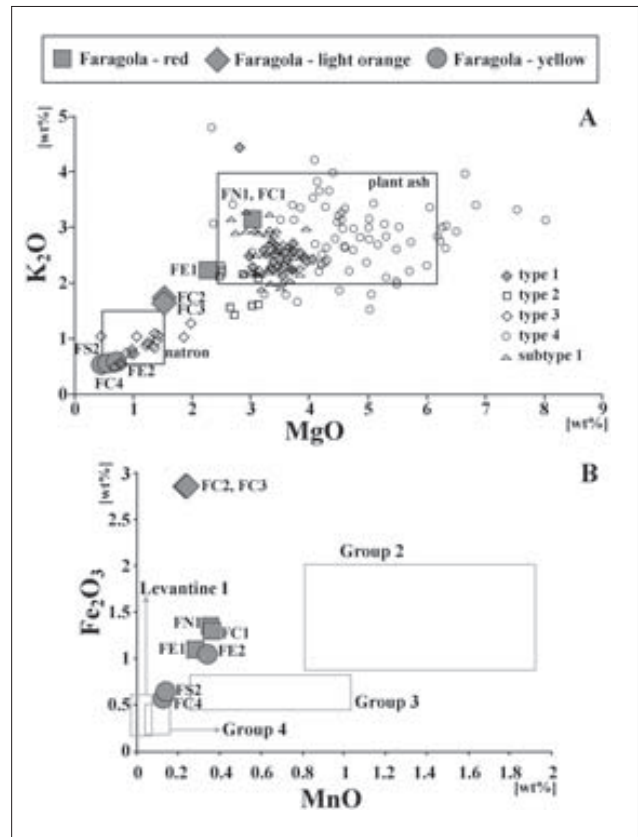 Faragola - red Faragola - light orange Faragola - yellow
[wt%]
A
5
4
3
2
1
0
K₂O
plant ash
FN1, FC1
FE1
FC2
FC3
FS2
natron
FC4
FE2
type 1
type 2
type 3
type 4
subtype 1
0 1 2 3 4 5 6 7 8 9
MgO
[wt%]
[wt%]
B
3
2.5
2
1.5
1
0.5
0
Fe₂O₃
FC2, FC3
Group 2
Levantine 1
FN1
FC1
FE1
FE2
FS2
FC4
Group 3
Group 4
0 0.2 0.4 0.6 0.8 1 1.2 1.4 1.6 1.8 2
MnO
[wt%]